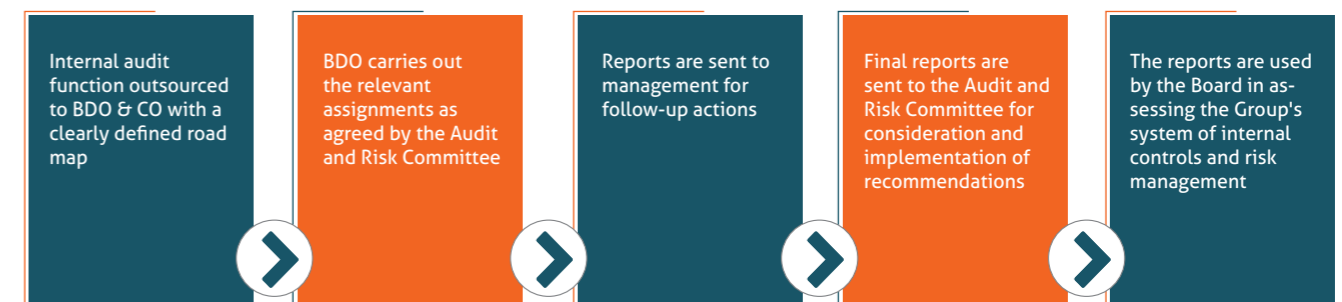 Internal audit
function outsourced
to BDO & CO with a
clearly defined road
map
BDO carries out
the relevant
assignments as
agreed by the Audit
and Risk Committee
Reports are sent to
management for
follow-up actions
Final reports are
sent to the Audit and
Risk Committee for
consideration and
implementation of
recommendations
The reports are used
by the Board in as-
sessing the Group's
system of internal
controls and risk
management